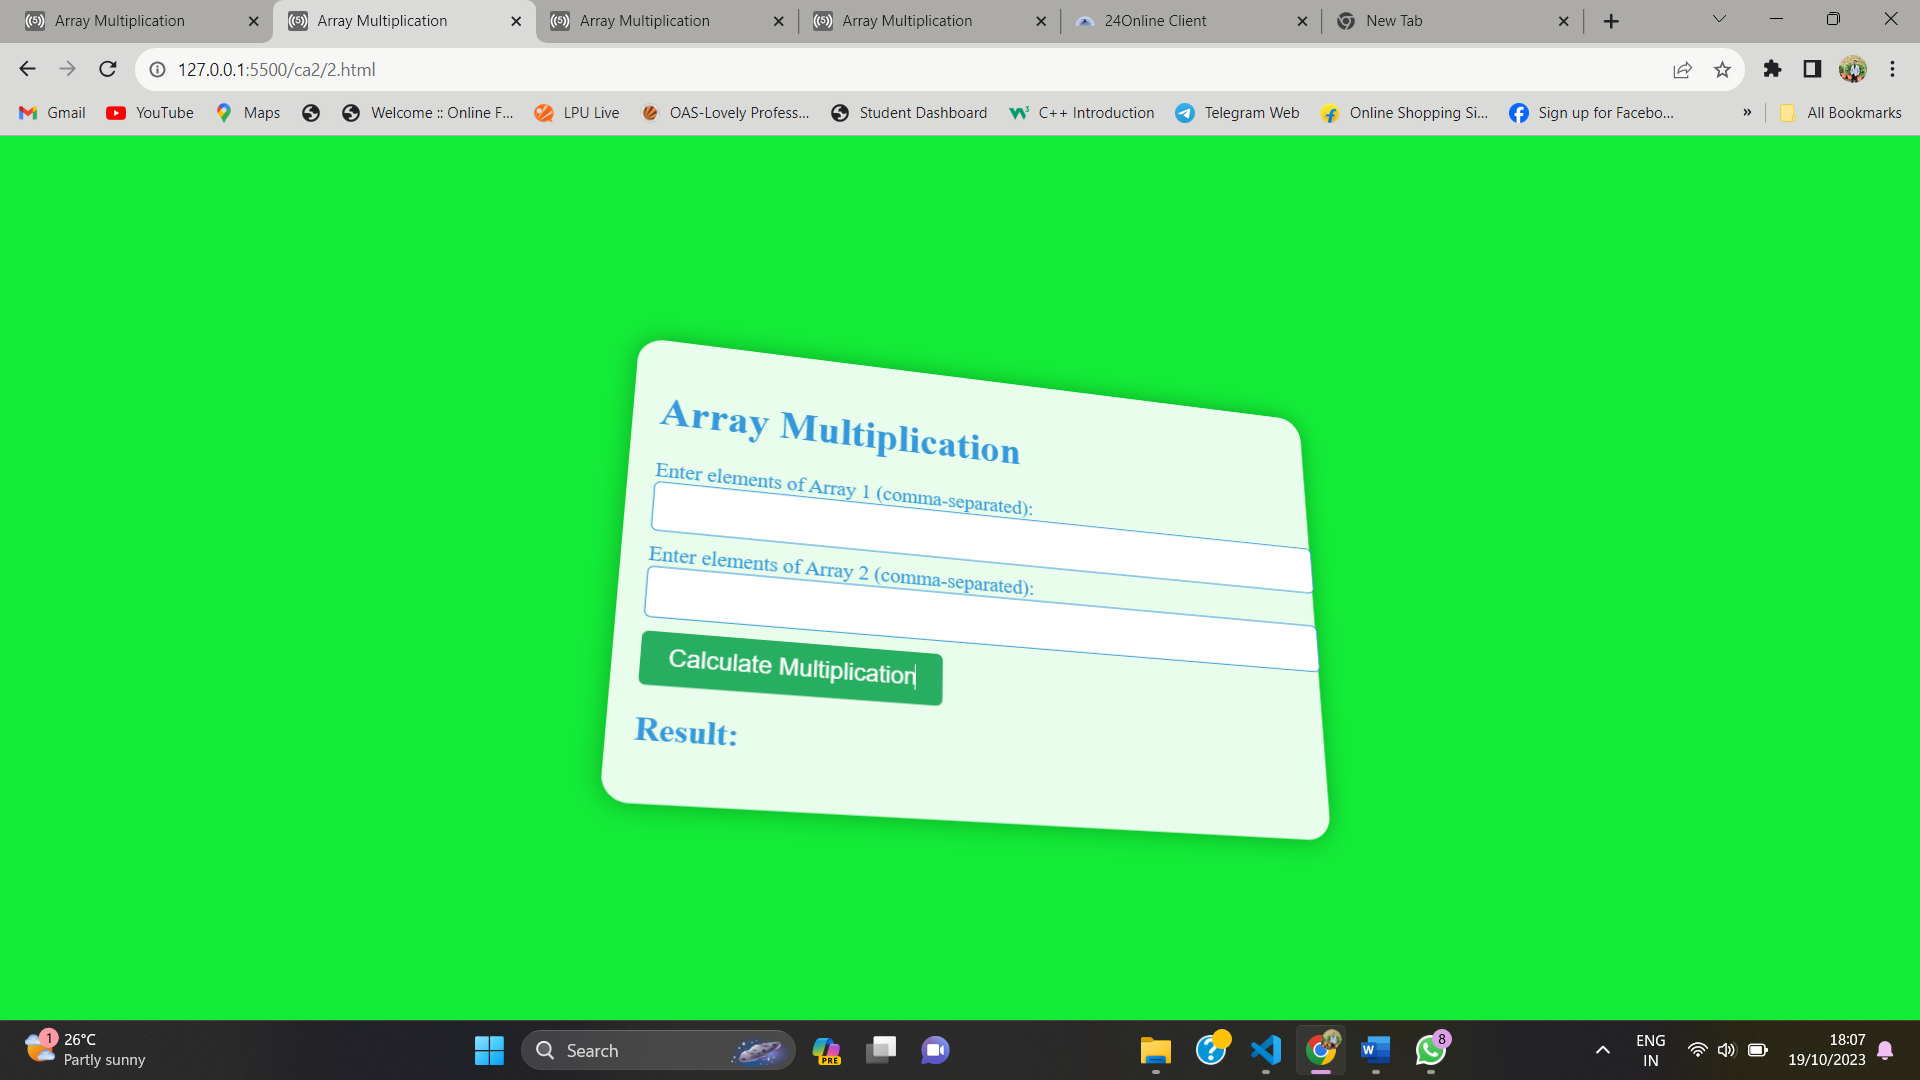 Array Multiplication
Array Multiplication
Array Multiplication
Array Multiplication
24Online Client
New Tab
127.0.0.1:5500/ca2/2.html
Gmail
YouTube
Maps
Welcome :: Online F...
LPU Live
OAS-Lovely Profess...
Student Dashboard
C++ Introduction
Telegram Web
Online Shopping Si...
Sign up for Facebo...
»
All Bookmarks
Array Multiplication
Enter elements of Array 1 (comma-separated):
Enter elements of Array 2 (comma-separated):
Calculate Multiplication
Result:
1
26°C
Partly sunny
Search
PRE
8
ENG
IN
18:07
19/10/2023